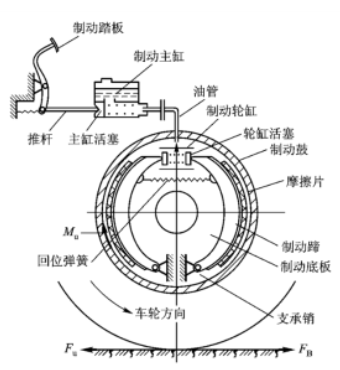 制动踏板
制动主缸
油管
制动轮缸
推杆
主缸活塞
轮缸活塞
制动鼓
摩擦片
Mu
制动蹄
回位弹簧
制动底板
支承销
车轮方向
Fu
FB